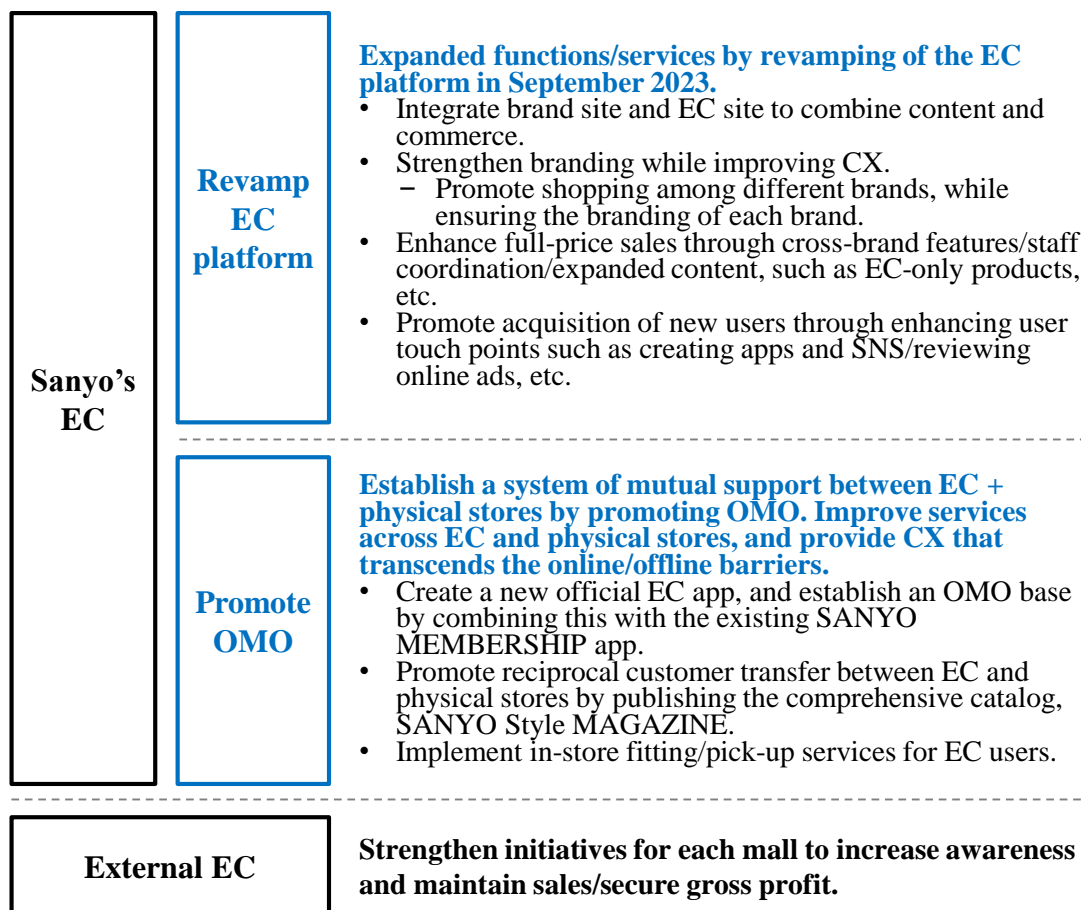 Sanyo's
EC
Revamp
EC
platform
Expanded functions/services by revamping of the EC
platform in September 2023.
• Integrate brand site and EC site to combine content and
commerce.
• Strengthen branding while improving CX.
– Promote shopping among different brands, while
ensuring the branding of each brand.
• Enhance full-price sales through cross-brand features/staff
coordination/expanded content, such as EC-only products,
etc.
• Promote acquisition of new users through enhancing user
touch points such as creating apps and SNS/reviewing
online ads, etc.
Promote
OMO
Establish a system of mutual support between EC +
physical stores by promoting OMO. Improve services
across EC and physical stores, and provide CX that
transcends the online/offline barriers.
• Create a new official EC app, and establish an OMO base
by combining this with the existing SANYO
MEMBERSHIP app.
• Promote reciprocal customer transfer between EC and
physical stores by publishing the comprehensive catalog,
SANYO Style MAGAZINE.
• Implement in-store fitting/pick-up services for EC users.
External EC
Strengthen initiatives for each mall to increase awareness
and maintain sales/secure gross profit.